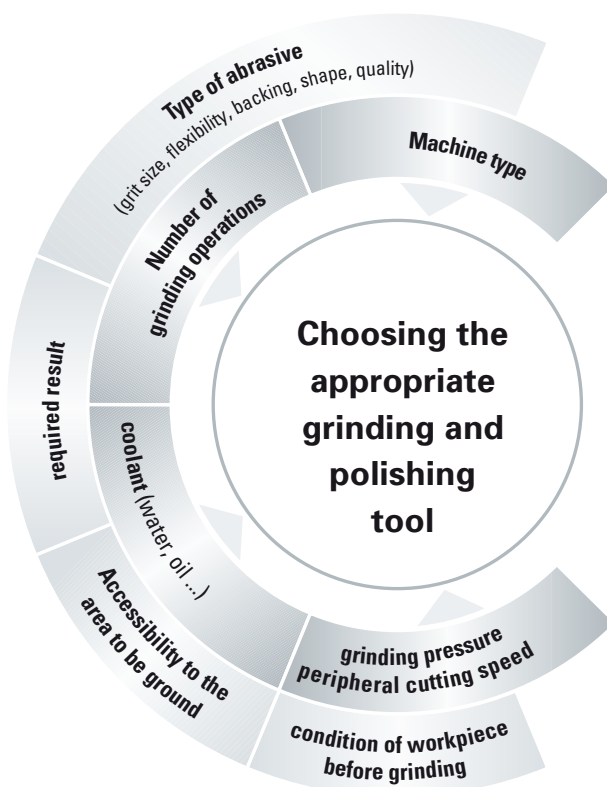 Type of abrasive
(grit size, flexibility, backing, shape, quality)
Machine type
Number of
grinding operations
required result
Choosing the
appropriate
grinding and
polishing
tool
coolant (water, oil ...)
Accessibility to the
area to be ground
grinding pressure
peripheral cutting speed
condition of workpiece
before grinding